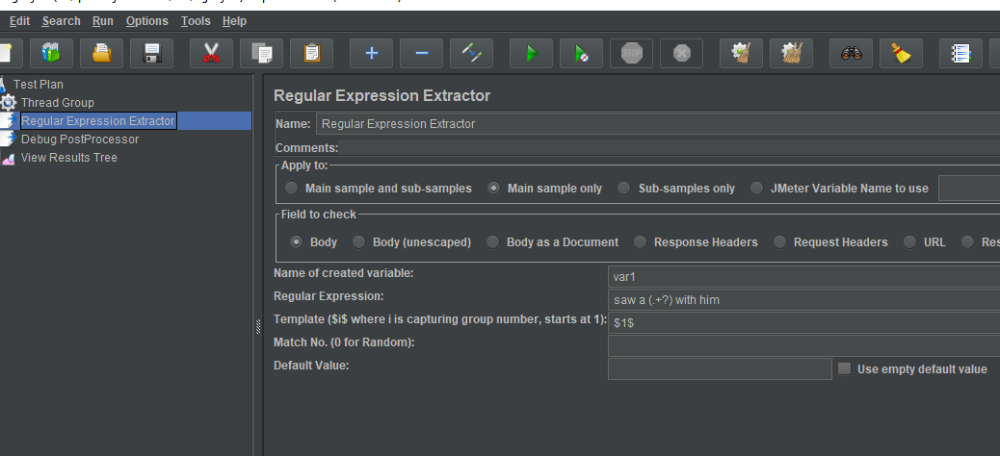 Edit Search Run Options Tools Help
Test Plan
Thread Group
Regular Expression Extractor
Debug PostProcessor
View Results Tree
Regular Expression Extractor
Name: Regular Expression Extractor
Comments:
Apply to:
Main sample and sub-samples Main sample only Sub-samples only JMeter Variable Name to use
Field to check
Body Body (unescaped) Body as a Document Response Headers Request Headers URL Res
Name of created variable: var1
Regular Expression: saw a (.+?) with him
Template ($i$ where i is capturing group number, starts at 1): $1$
Match No. (0 for Random):
Default Value: Use empty default value
STOP